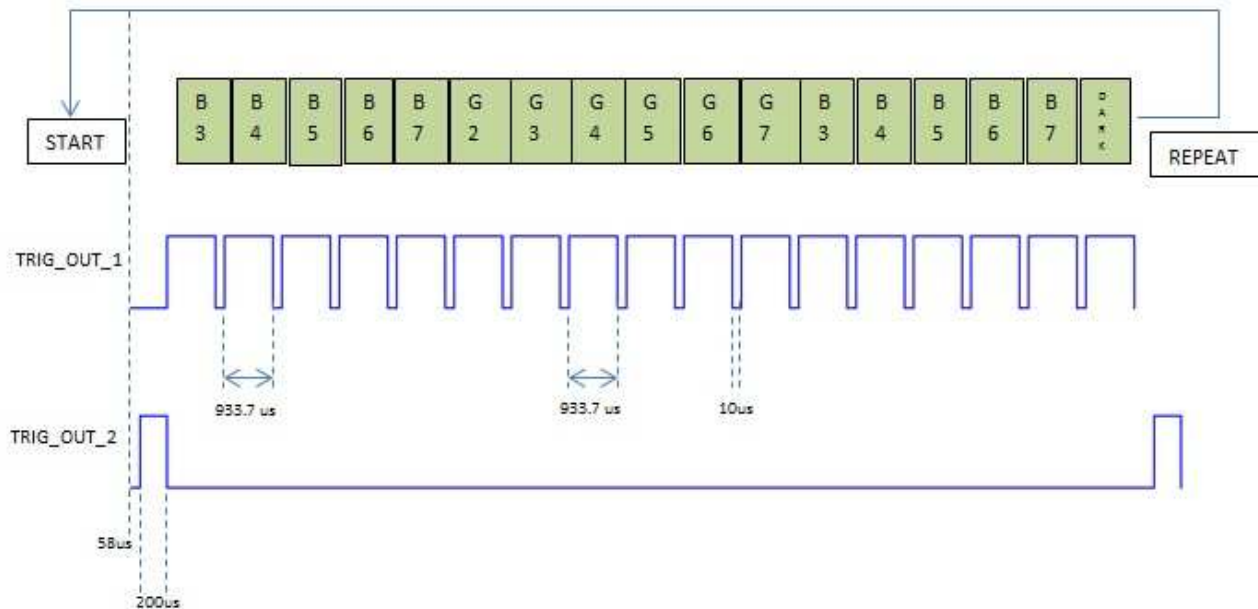 START
B 3
B 4
B 5
B 6
B 7
G 2
G 3
G 4
G 5
G 6
G 7
B 3
B 4
B 5
B 6
B 7
DARK
REPEAT
TRIG_OUT_1
933.7 us
933.7 us
10us
TRIG_OUT_2
58us
200us